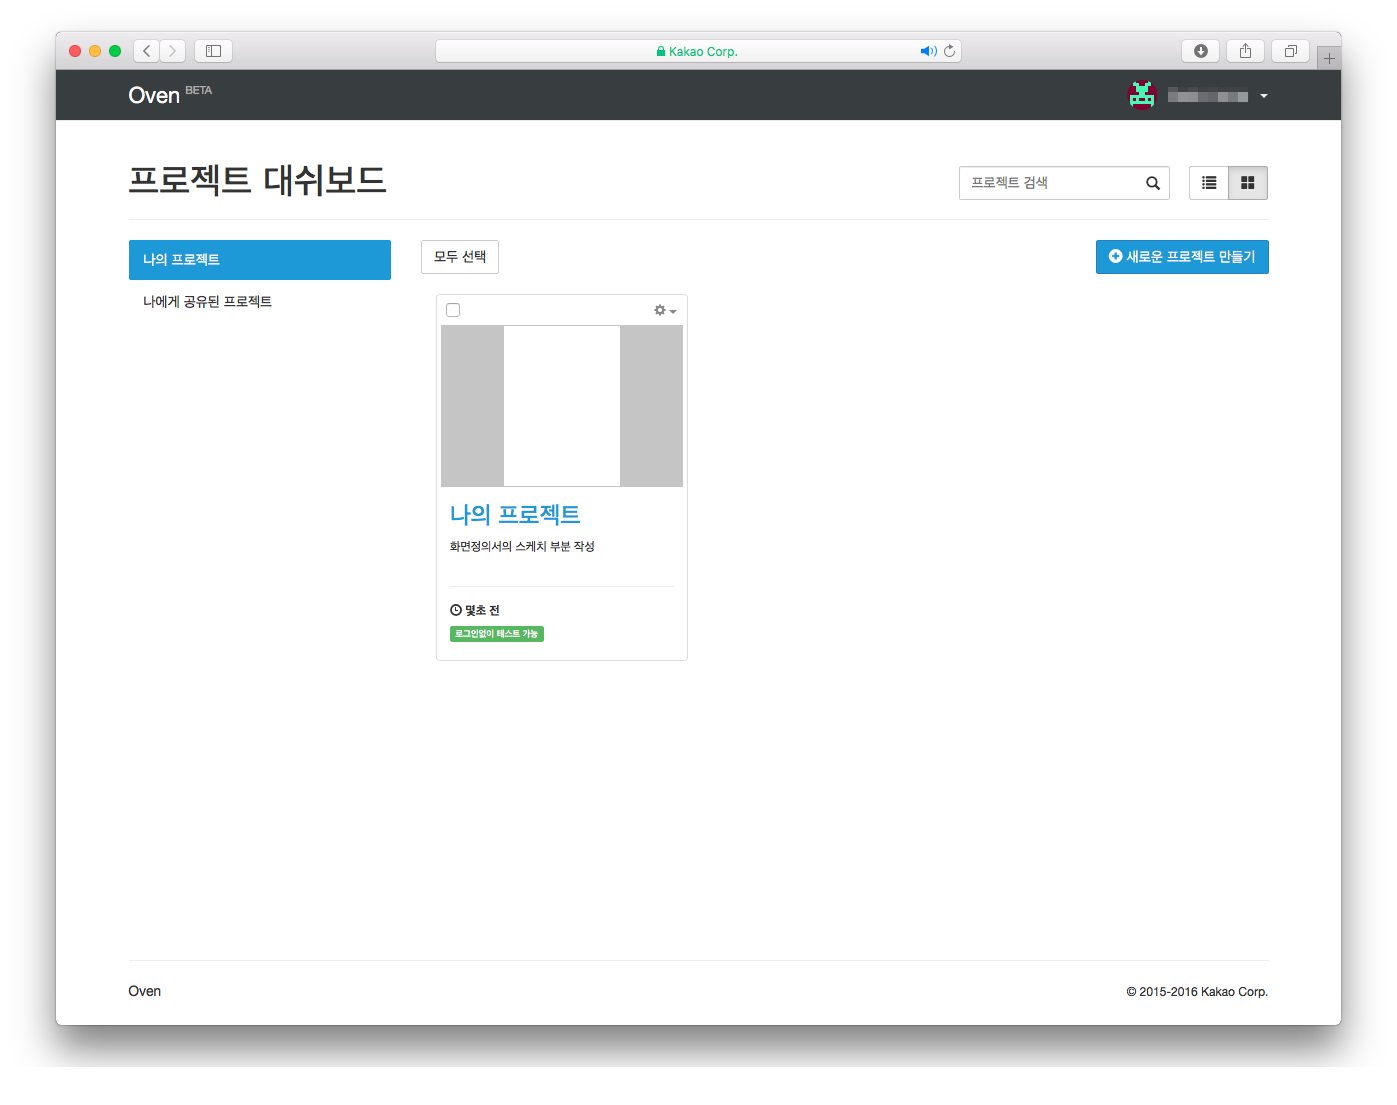 Kakao Corp.
Oven BETA
프로젝트 대쉬보드
프로젝트 검색
나의 프로젝트
모두 선택
새로운 프로젝트 만들기
나에게 공유된 프로젝트
나의 프로젝트
화면정의서의 스케치 부분 작성
몇초 전
로그인없이 테스트 가능
Oven
© 2015-2016 Kakao Corp.